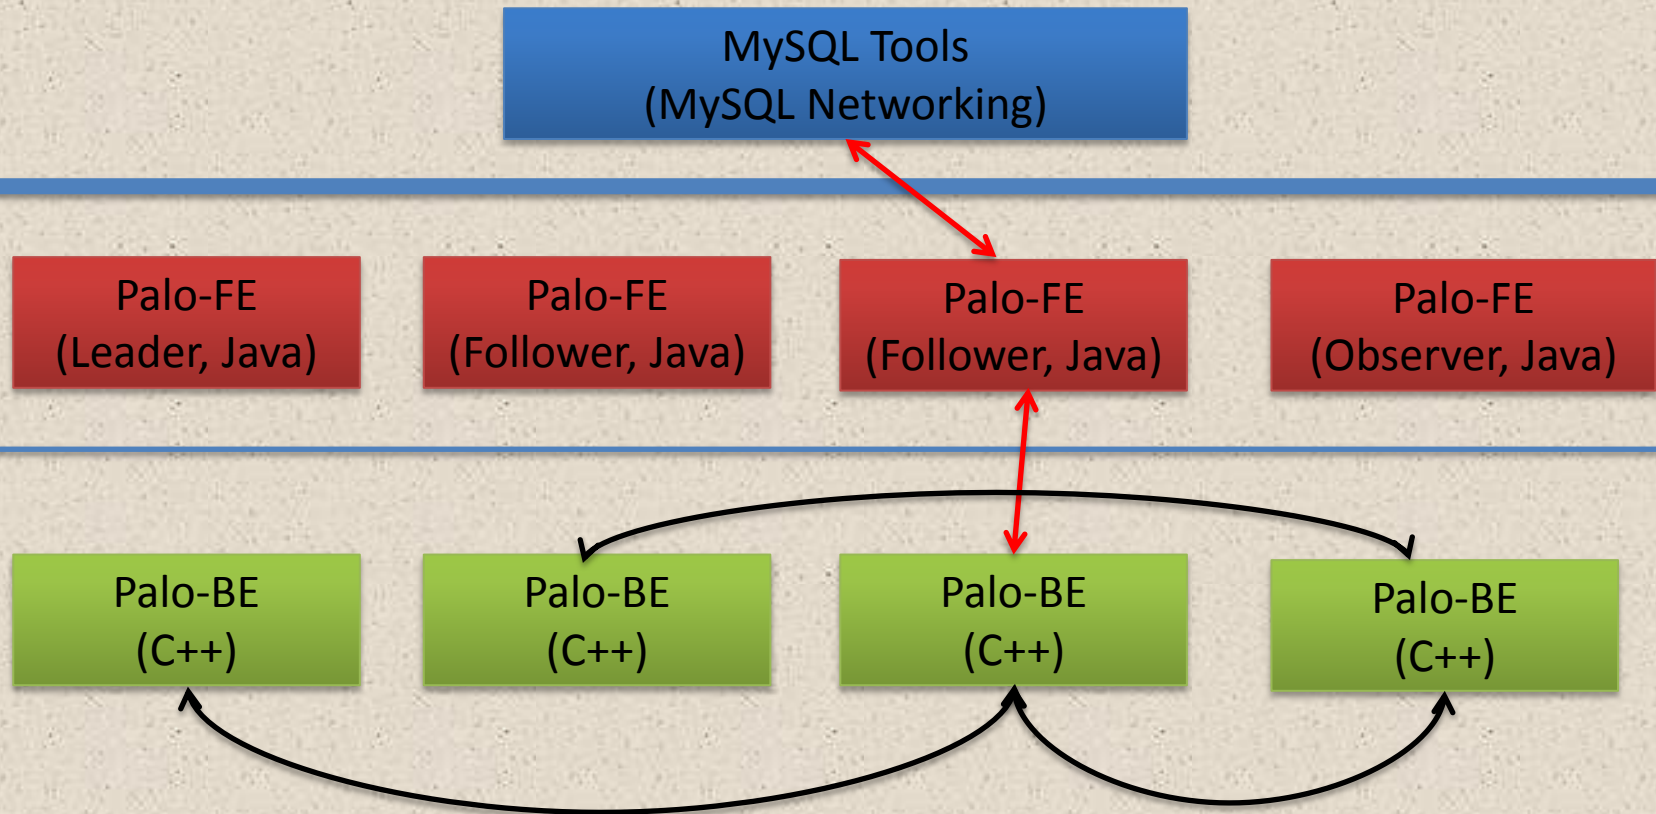 MySQL Tools
(MySQL Networking)
Palo-FE
(Leader, Java)
Palo-FE
(Follower, Java)
Palo-FE
(Follower, Java)
Palo-FE
(Observer, Java)
Palo-BE
(C++)
Palo-BE
(C++)
Palo-BE
(C++)
Palo-BE
(C++)